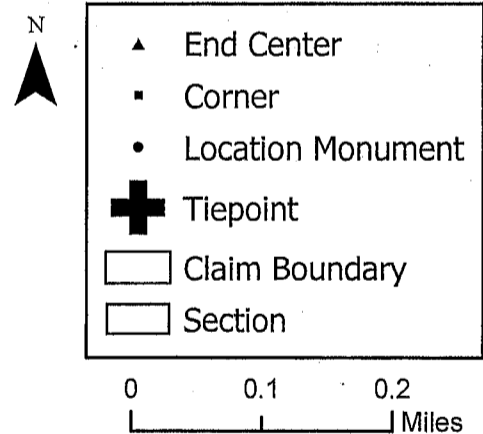 N
End Center
Corner
Location Monument
Tiepoint
Claim Boundary
Section
0 0.1 0.2
Miles